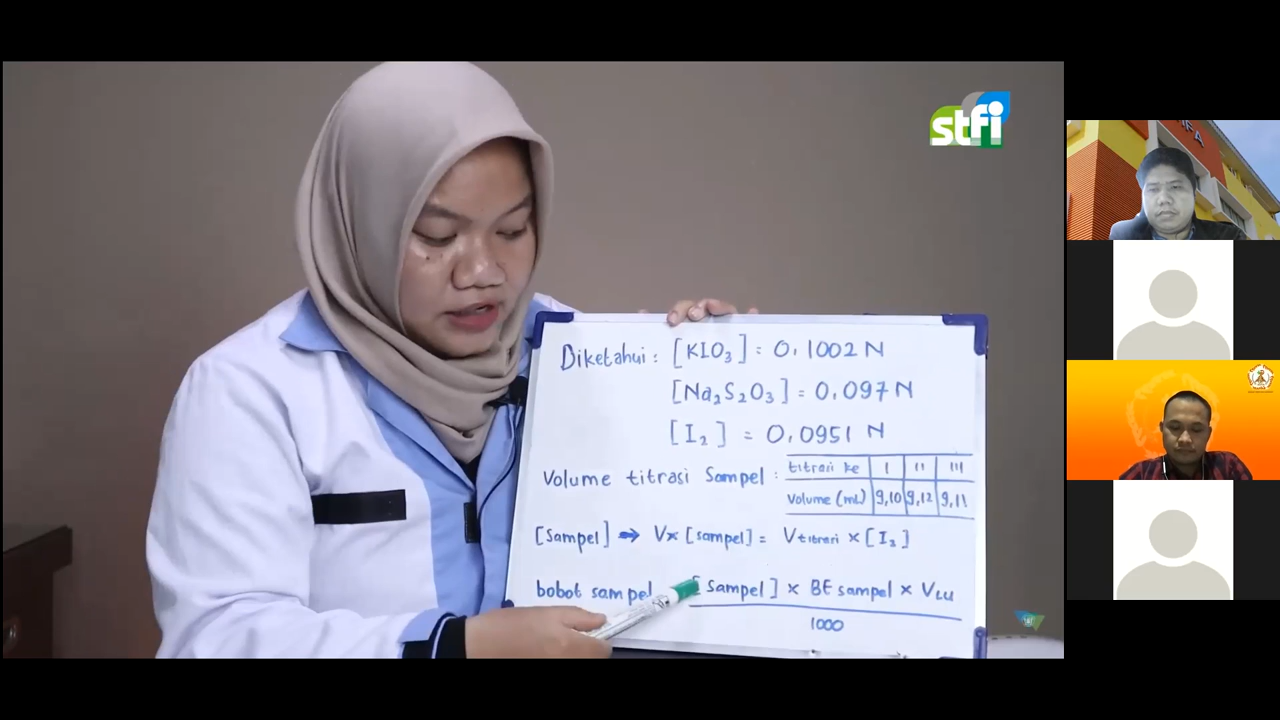 stfi
Diketahui : [KIO₃] = 0,1002 N
[Na₂S₂O₃] = 0,097 N
[I₂] = 0,0951 N
Volume titrasi Sampel :
titrasi ke I II III
Volume (mL) 9,10 9,12 9,11
[Sampel] → Vx [sampel] = Vtitrasi x [I₂]
bobot sampel [Sampel] x BE sampel x VLU
1000